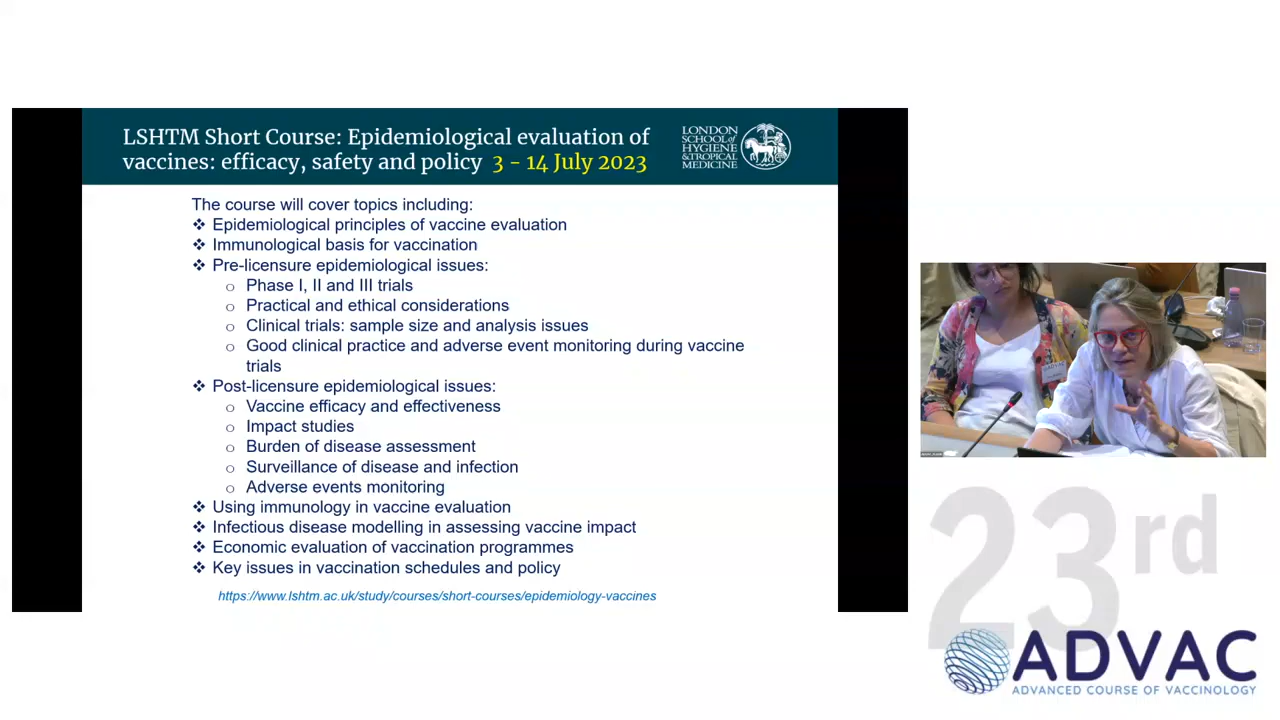 LSHTM Short Course: Epidemiological evaluation of
vaccines: efficacy, safety and policy 3 - 14 July 2023
LONDON
SCHOOL of
HYGIENE
& TROPICAL
MEDICINE
The course will cover topics including:
❖ Epidemiological principles of vaccine evaluation
❖ Immunological basis for vaccination
❖ Pre-licensure epidemiological issues:
o Phase I, II and III trials
o Practical and ethical considerations
o Clinical trials: sample size and analysis issues
o Good clinical practice and adverse event monitoring during vaccine
trials
❖ Post-licensure epidemiological issues:
o Vaccine efficacy and effectiveness
o Impact studies
o Burden of disease assessment
o Surveillance of disease and infection
o Adverse events monitoring
❖ Using immunology in vaccine evaluation
❖ Infectious disease modelling in assessing vaccine impact
❖ Economic evaluation of vaccination programmes
❖ Key issues in vaccination schedules and policy
https://www.lshtm.ac.uk/study/courses/short-courses/epidemiology-vaccines
23rd
ADVAC
ADVANCED COURSE OF VACCINOLOGY